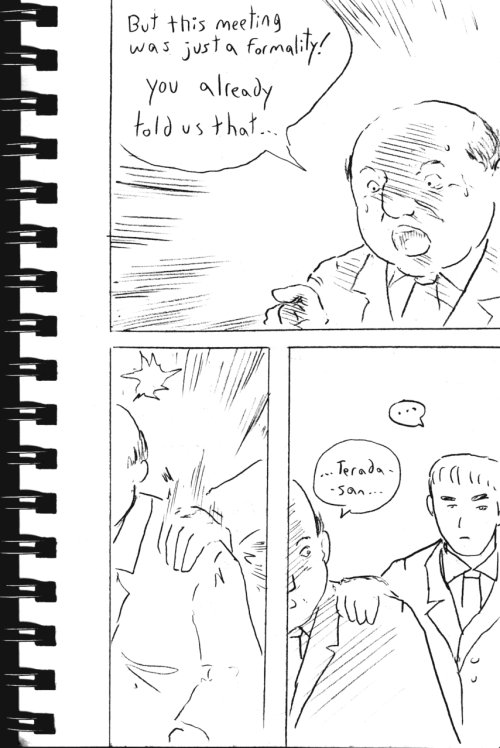 But this meeting
was just a formality!
you already
told us that...
...
...Terada-
-san...